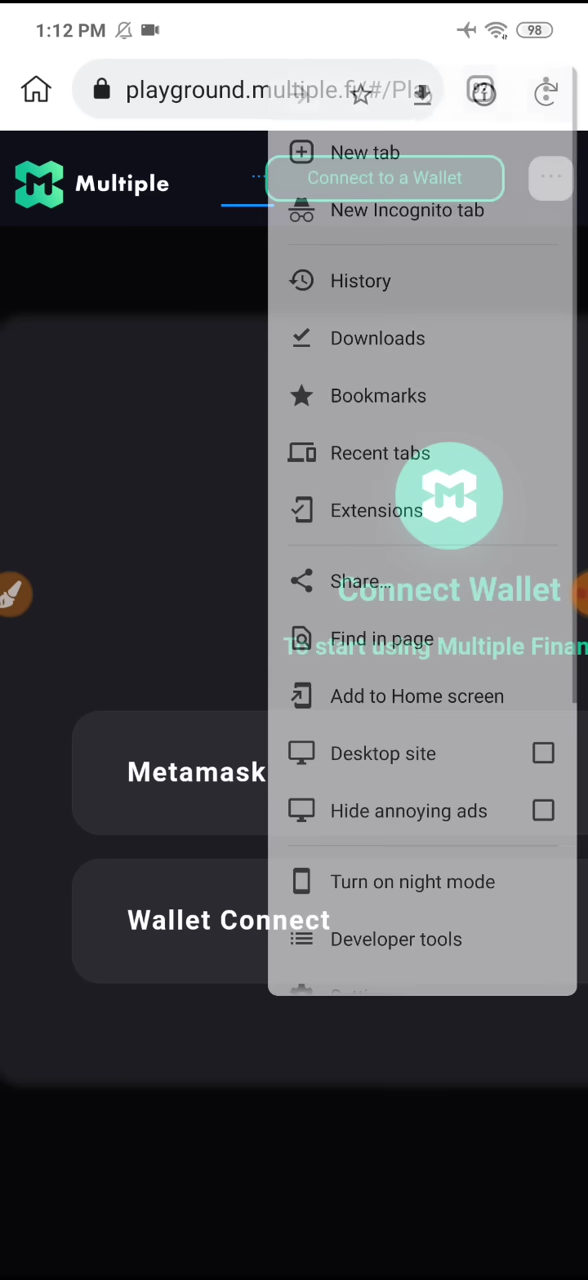 1:12 PM
98
playground.multiple.fi/#/Pla
Multiple
New tab
Connect to a Wallet
New Incognito tab
History
Downloads
Bookmarks
Recent tabs
Extensions
Share...
Connect Wallet
Find in page
To start using Multiple Finan
Add to Home screen
Desktop site
Metamask
Hide annoying ads
Turn on night mode
Wallet Connect
Developer tools